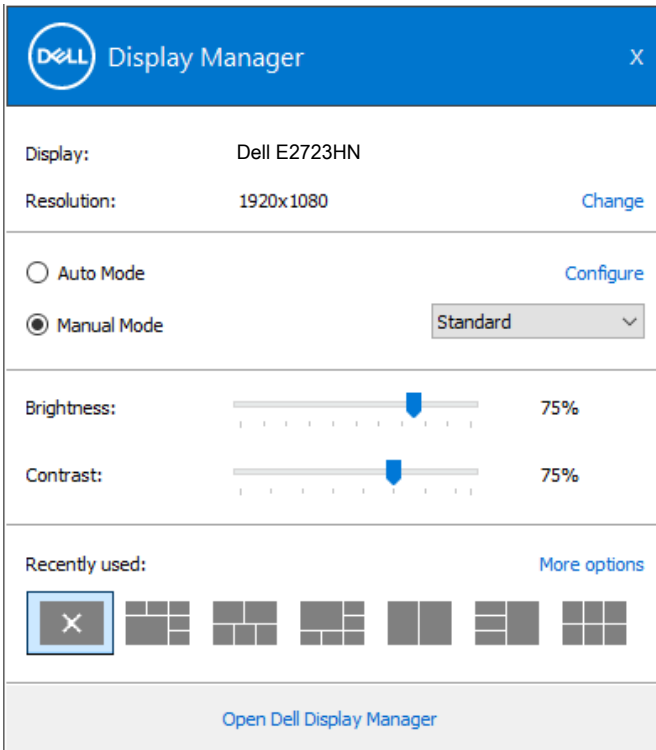 DELL Display Manager X
Display: Dell E2723HN
Resolution: 1920x1080 Change
Auto Mode Configure
Manual Mode Standard
Brightness: 75%
Contrast: 75%
Recently used: More options
Open Dell Display Manager